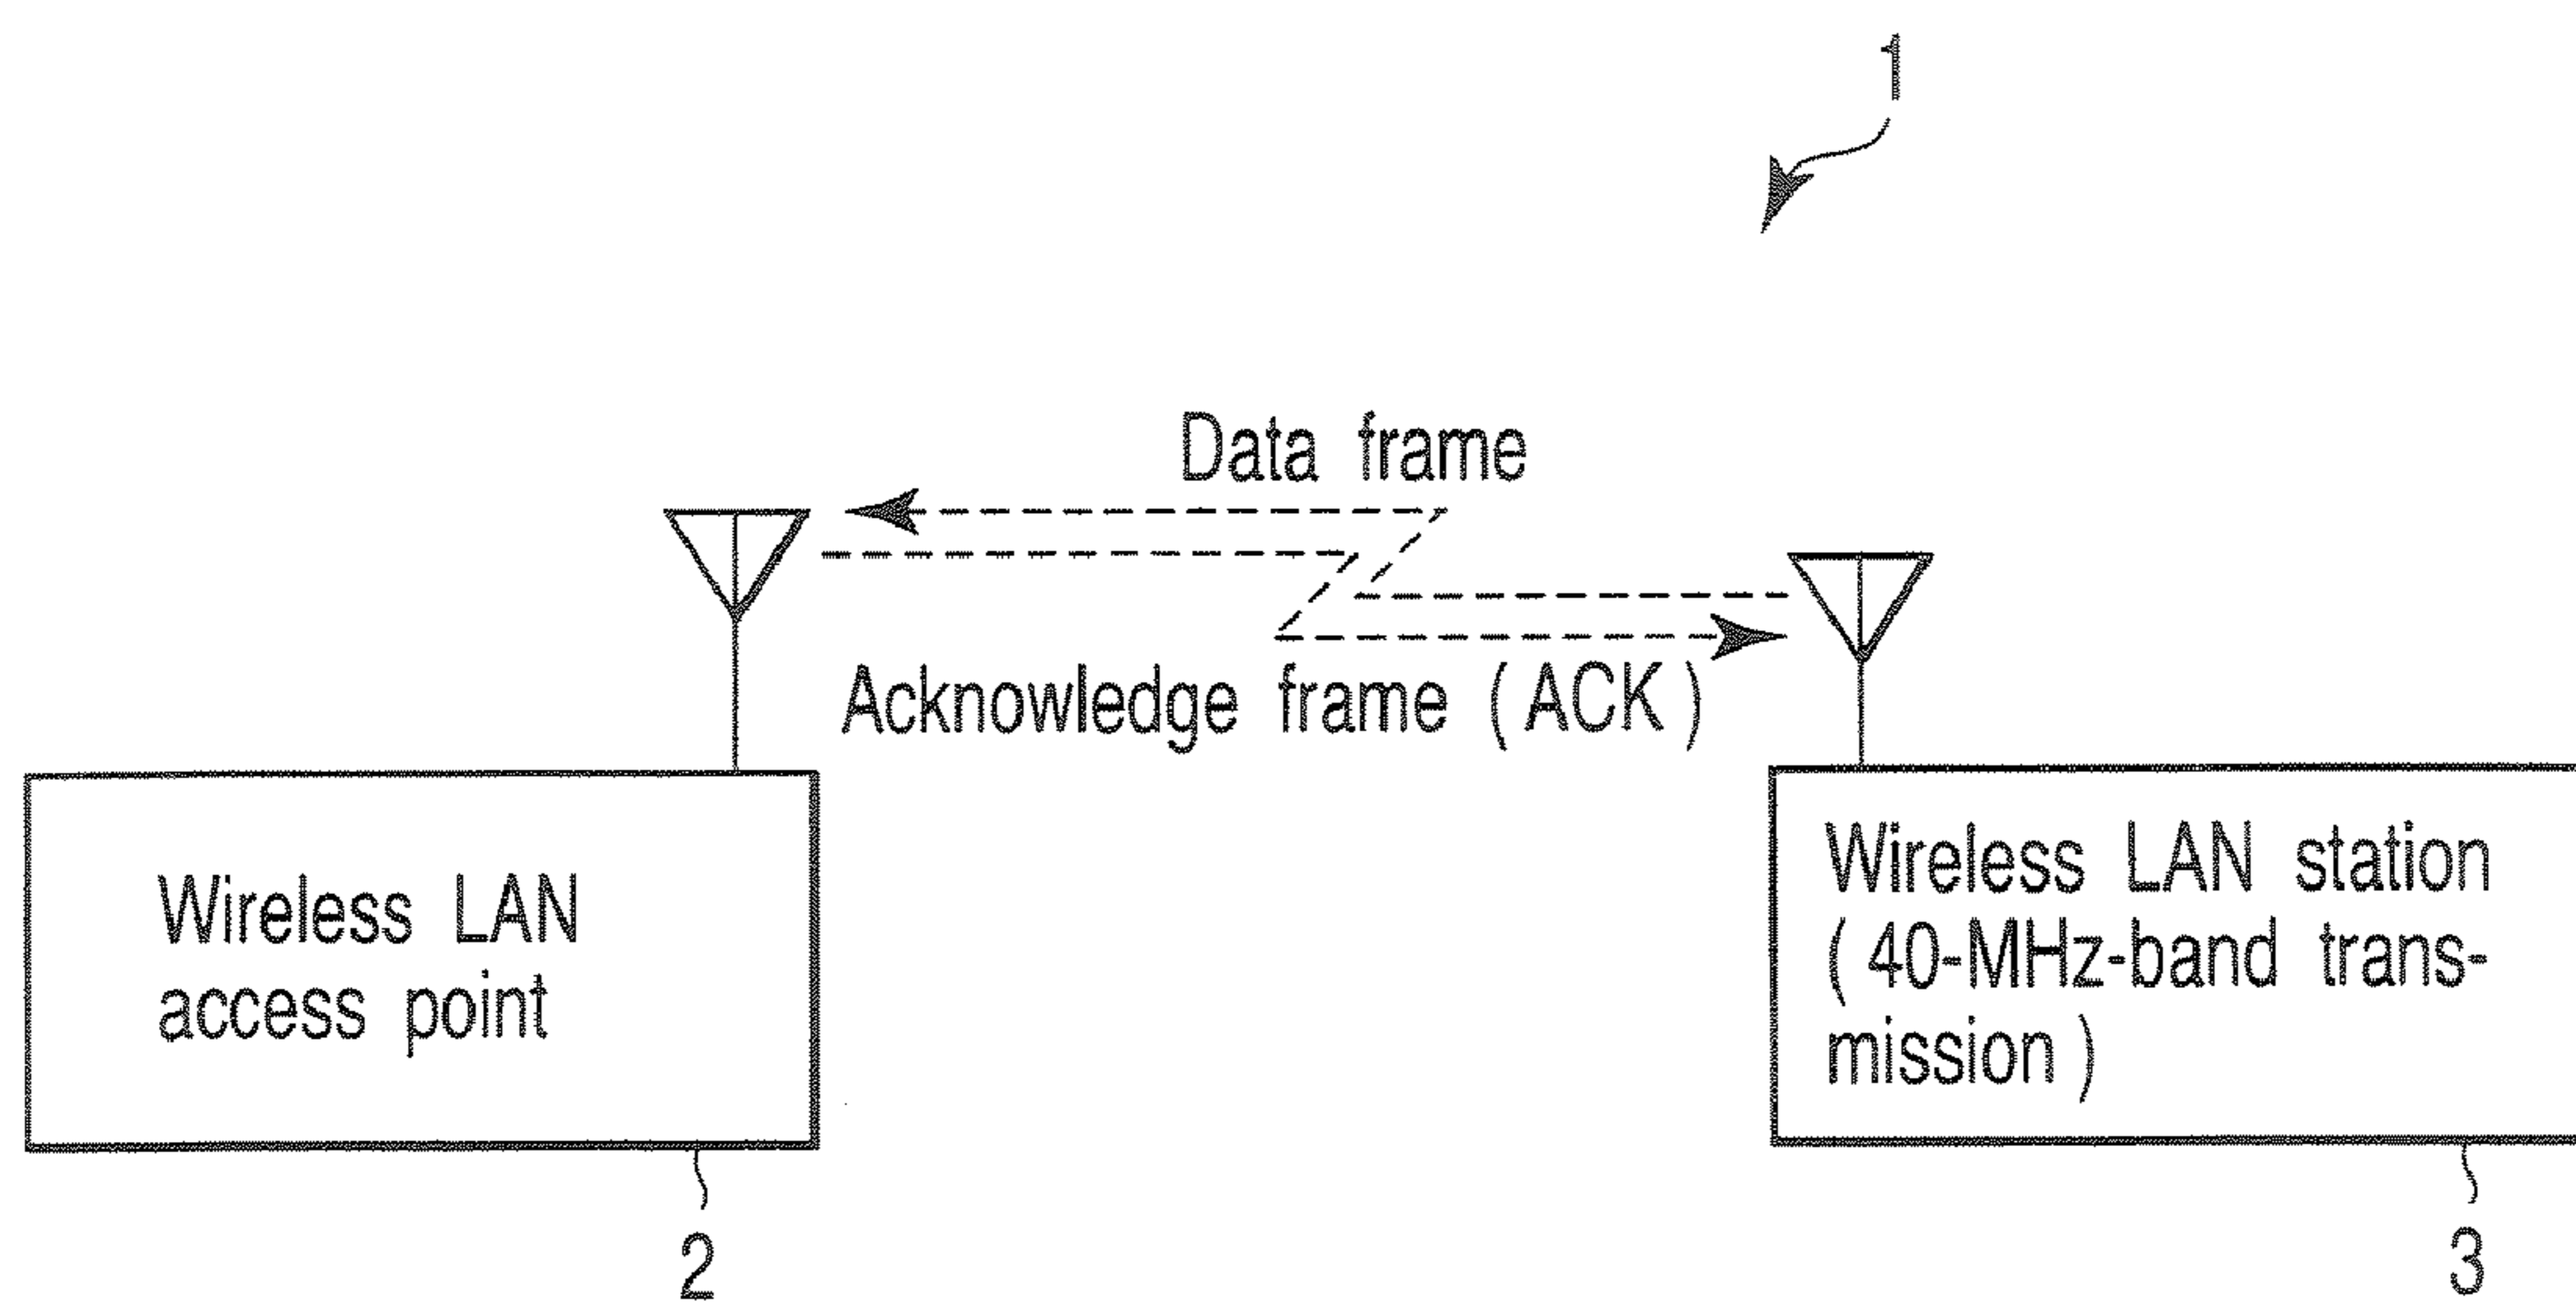 1
Data frame
Acknowledge frame (ACK)
Wireless LAN
access point
Wireless LAN station
(40-MHz-band trans-
mission)
2
3